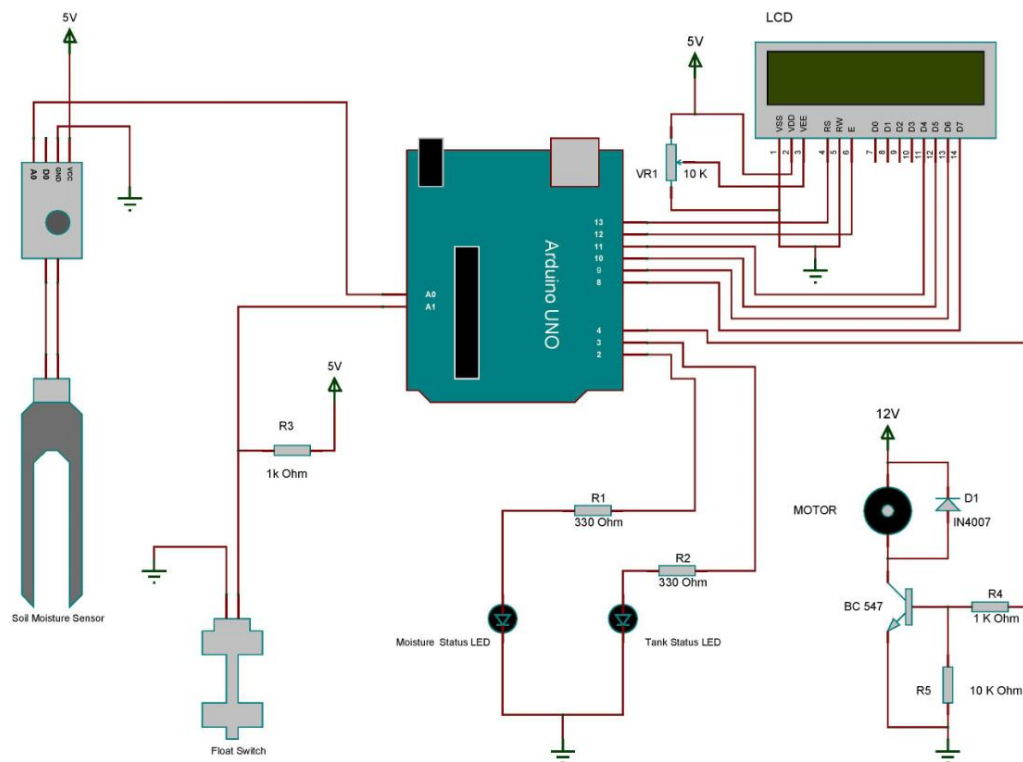 5V
A0
D0
GND
VCC
Soil Moisture Sensor
5V
R3
1k Ohm
Float Switch
Arduino UNO
A0
A1
13
12
11
10
9
8
4
3
2
LCD
5V
VR1
10 K
VSS
VDD
VEE
RS
RW
E
D0
D1
D2
D3
D4
D5
D6
D7
1
2
3
4
5
6
7
8
9
10
11
12
13
14
R1
330 Ohm
R2
330 Ohm
Moisture Status LED
Tank Status LED
12V
MOTOR
D1
IN4007
BC 547
R4
1 K Ohm
R5
10 K Ohm